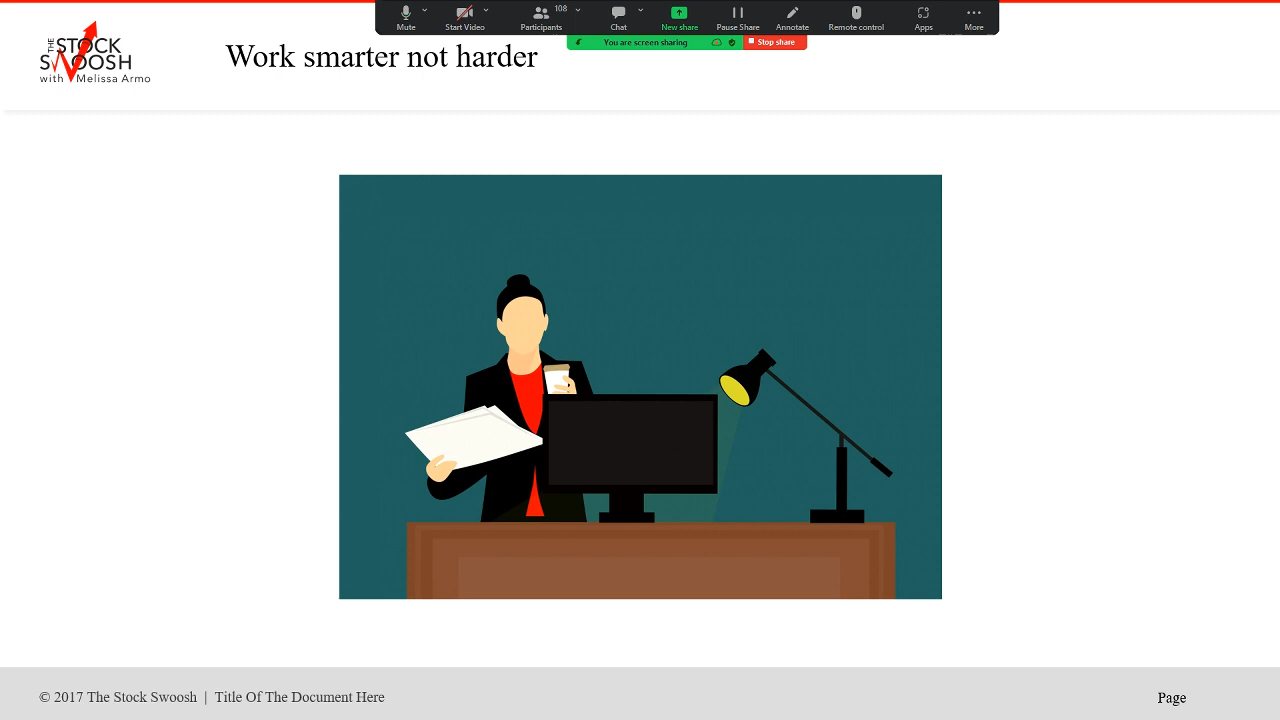 108
Mute
Start Video
Participants
Chat
New share
Pause Share
Annotate
Remote control
Apps
More
You are screen sharing
Stop share
THE STOCK
SWOOSH
with Melissa Armo
Work smarter not harder
© 2017 The Stock Swoosh | Title Of The Document Here
Page